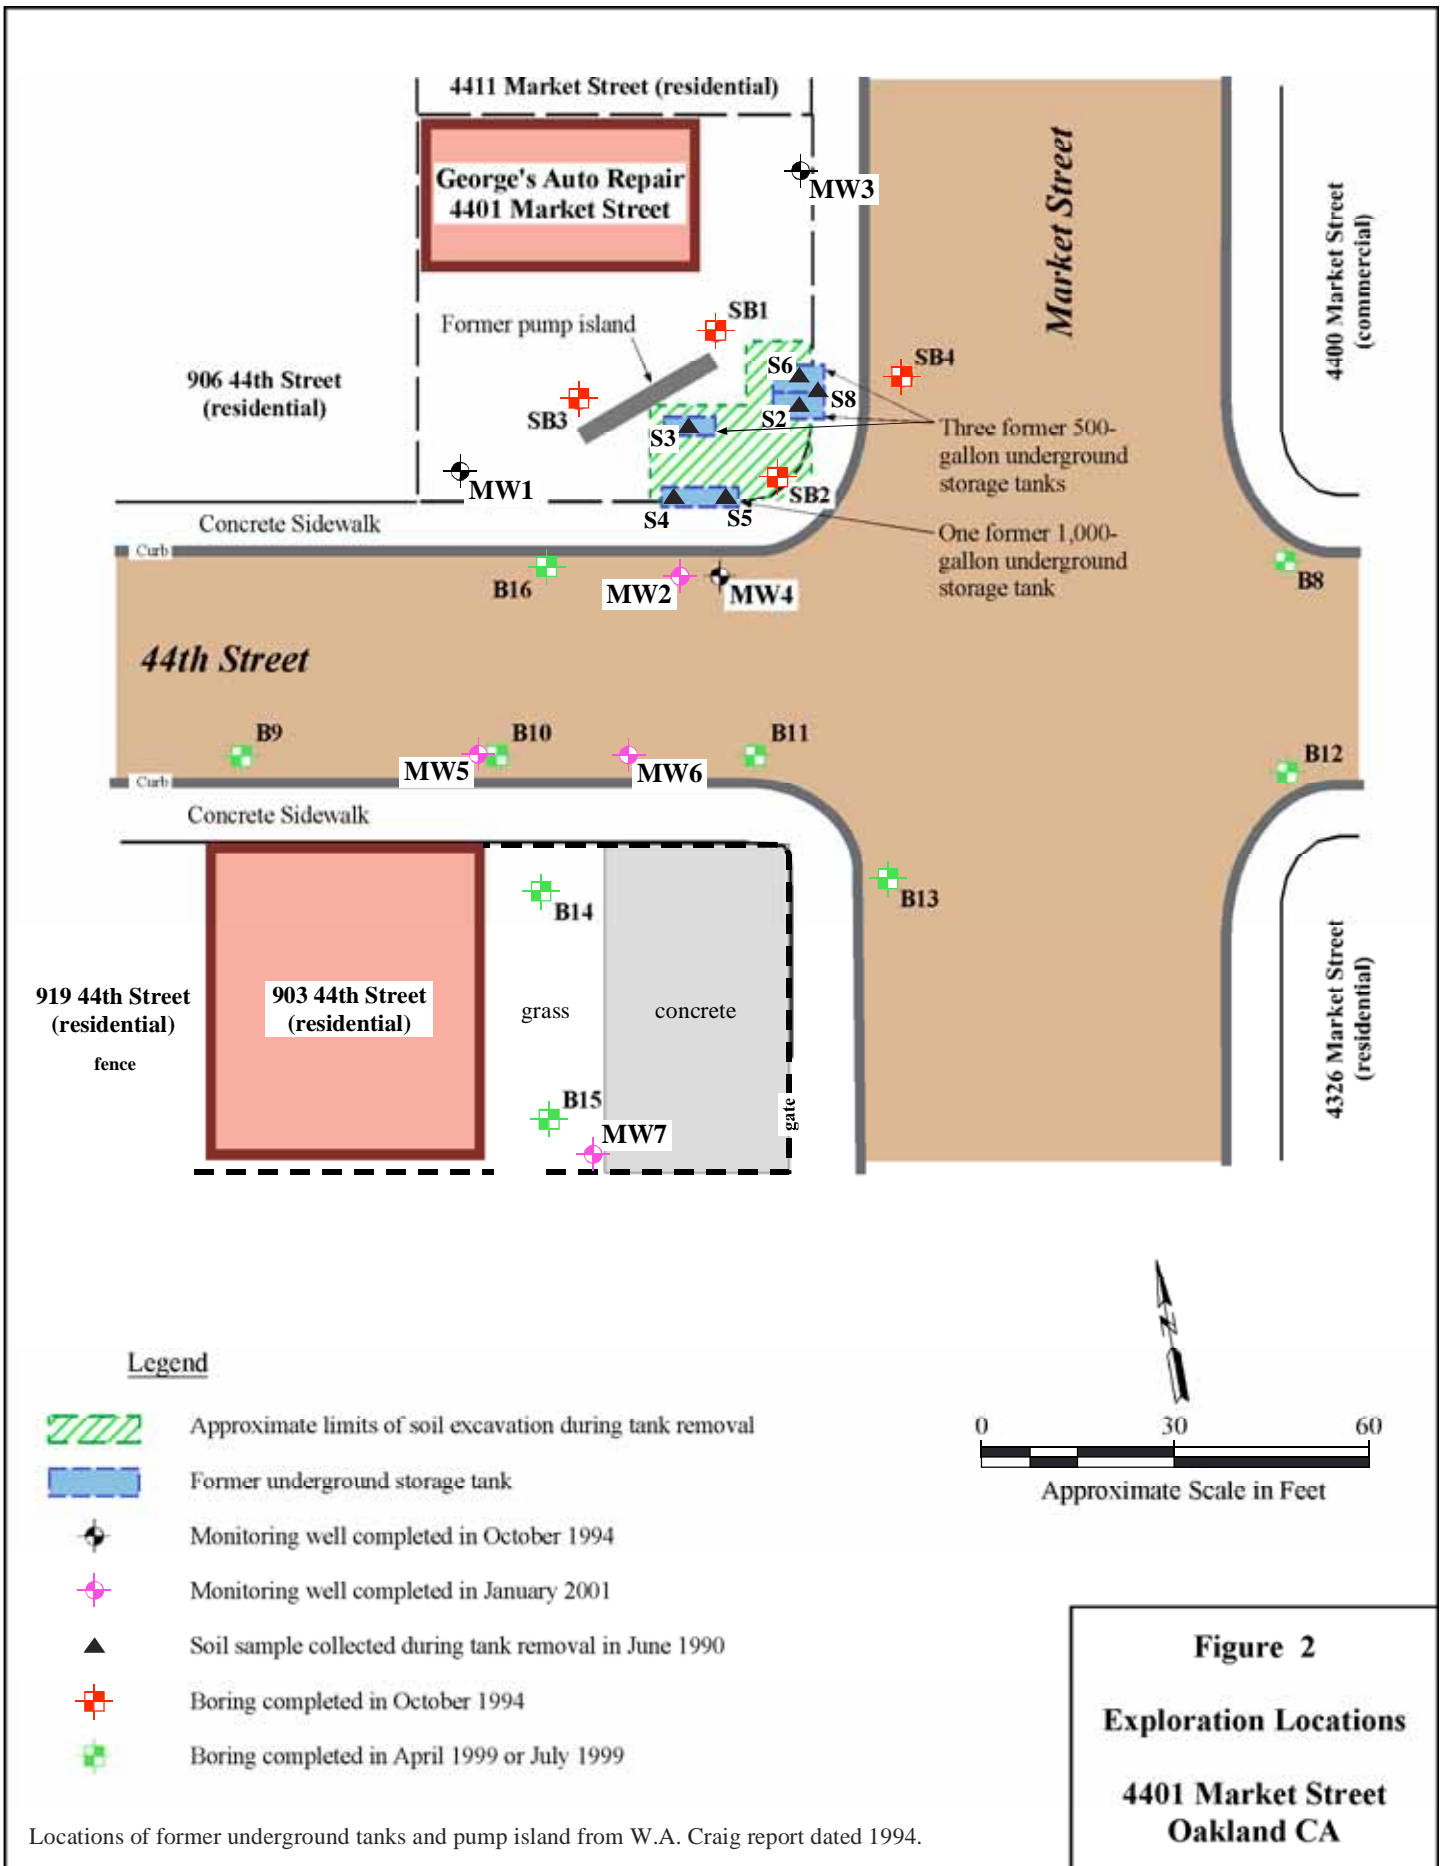 4411 Market Street (residential)
George's Auto Repair
4401 Market Street
MW3
Market Street
4400 Market Street
(commercial)
Former pump island
SB1
906 44th Street
(residential)
S6
SB4
S8
SB3
S2
S3
Three former 500-
gallon underground
storage tanks
MW1
SB2
S4
S5
Concrete Sidewalk
One former 1,000-
gallon underground
storage tank
Curb
B16
MW2
MW4
B8
44th Street
B9
B10
B11
B12
MW5
MW6
Curb
Concrete Sidewalk
B13
B14
919 44th Street
(residential)
fence
903 44th Street
(residential)
grass
concrete
4326 Market Street
(residential)
B15
MW7
gate
N
Legend
Approximate limits of soil excavation during tank removal
Former underground storage tank
Monitoring well completed in October 1994
Monitoring well completed in January 2001
Soil sample collected during tank removal in June 1990
Boring completed in October 1994
Boring completed in April 1999 or July 1999
0 30 60
Approximate Scale in Feet
Figure 2
Exploration Locations
4401 Market Street
Oakland CA
Locations of former underground tanks and pump island from W.A. Craig report dated 1994.